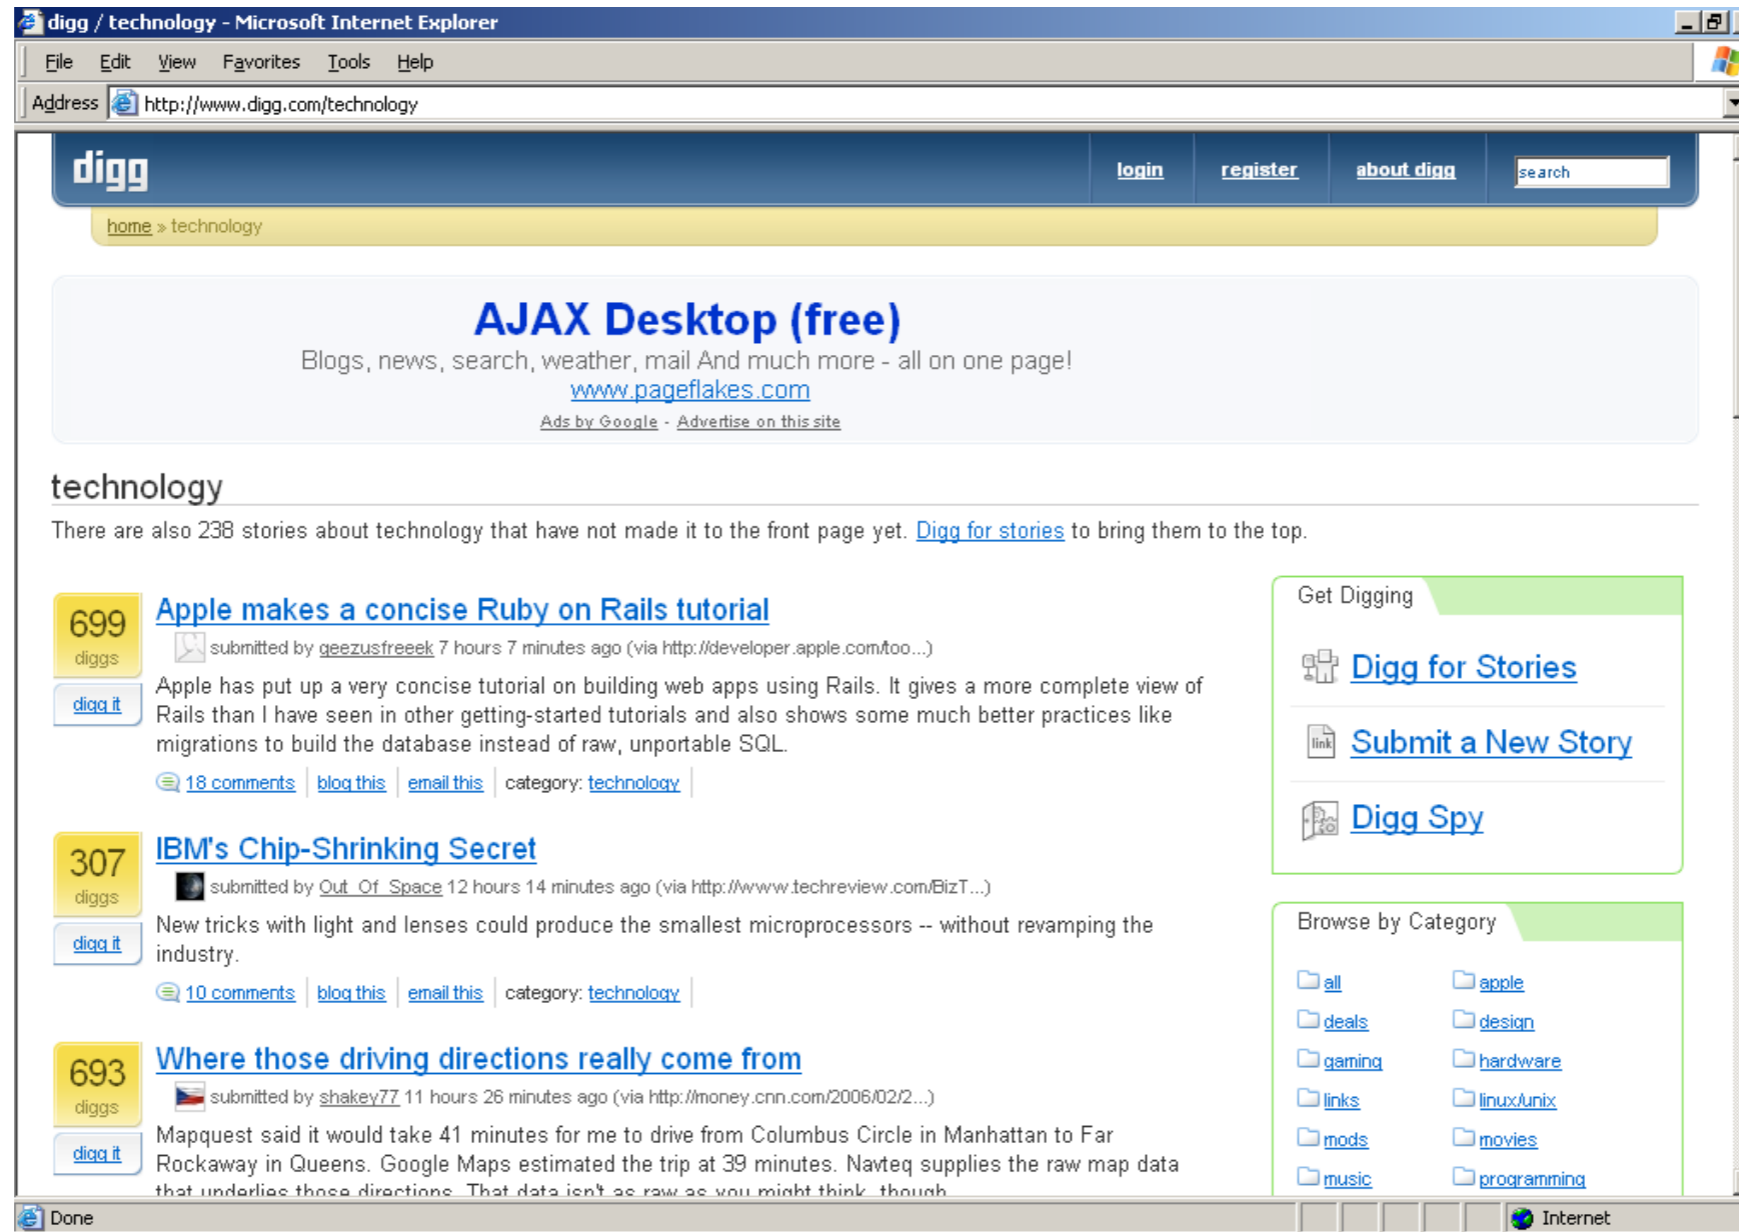 digg / technology - Microsoft Internet Explorer
File Edit View Favorites Tools Help
Address http://www.digg.com/technology
digg
login register about digg search
home » technology
AJAX Desktop (free)
Blogs, news, search, weather, mail And much more - all on one page!
www.pageflakes.com
Ads by Google - Advertise on this site
technology
There are also 238 stories about technology that have not made it to the front page yet. Digg for stories to bring them to the top.
699
diggs
digg it
Apple makes a concise Ruby on Rails tutorial
submitted by geezusfreeek 7 hours 7 minutes ago (via http://developer.apple.com/too...)
Apple has put up a very concise tutorial on building web apps using Rails. It gives a more complete view of
Rails than I have seen in other getting-started tutorials and also shows some much better practices like
migrations to build the database instead of raw, unportable SQL.
18 comments blog this email this category: technology
307
diggs
digg it
IBM's Chip-Shrinking Secret
submitted by Out_Of_Space 12 hours 14 minutes ago (via http://www.techreview.com/BizT...)
New tricks with light and lenses could produce the smallest microprocessors -- without revamping the
industry.
10 comments blog this email this category: technology
693
diggs
digg it
Where those driving directions really come from
submitted by shakey77 11 hours 26 minutes ago (via http://money.cnn.com/2006/02/2...)
Mapquest said it would take 41 minutes for me to drive from Columbus Circle in Manhattan to Far
Rockaway in Queens. Google Maps estimated the trip at 39 minutes. Navteq supplies the raw map data
that underlies those directions. That data isn't as raw as you might think, though.
Get Digging
Digg for Stories
link Submit a New Story
Digg Spy
Browse by Category
all apple
deals design
gaming hardware
links linux/unix
mods movies
music programming
Done Internet